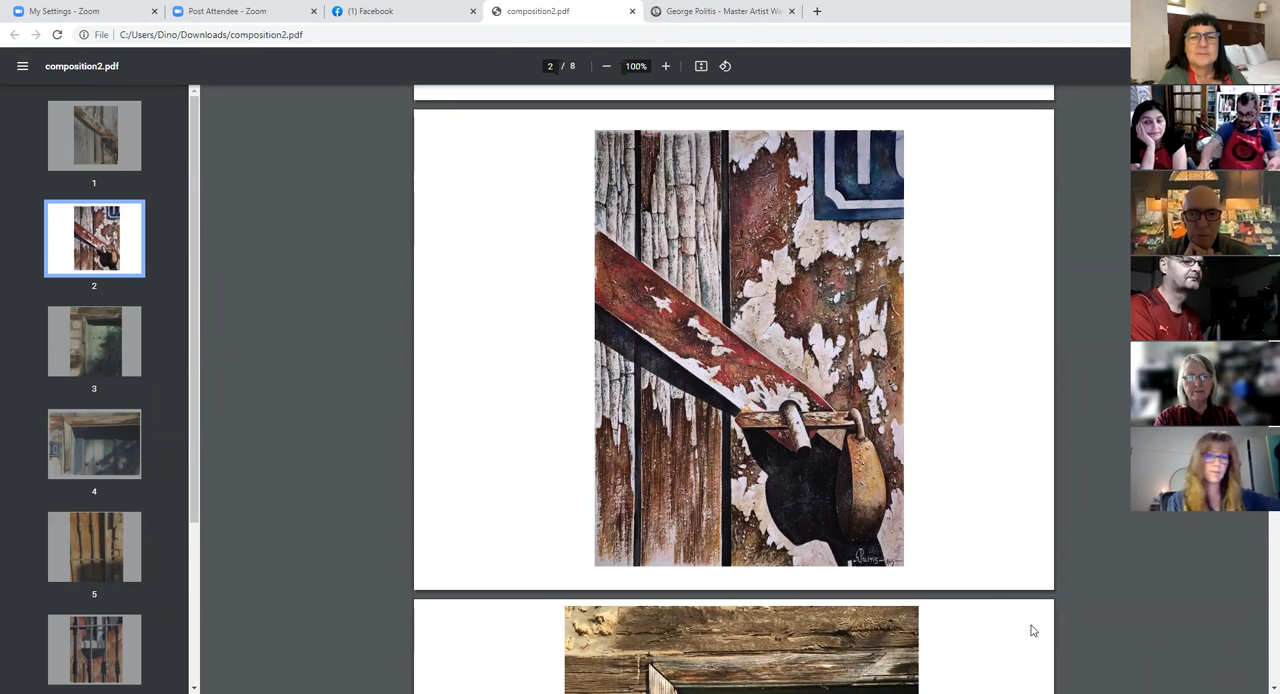 My Settings - Zoom
Post Attendee - Zoom
(1) Facebook
composition2.pdf
George Politis - Master Artist Wa
File
C:/Users/Dino/Downloads/composition2.pdf
composition2.pdf
2 / 8
100%
1
2
3
4
5